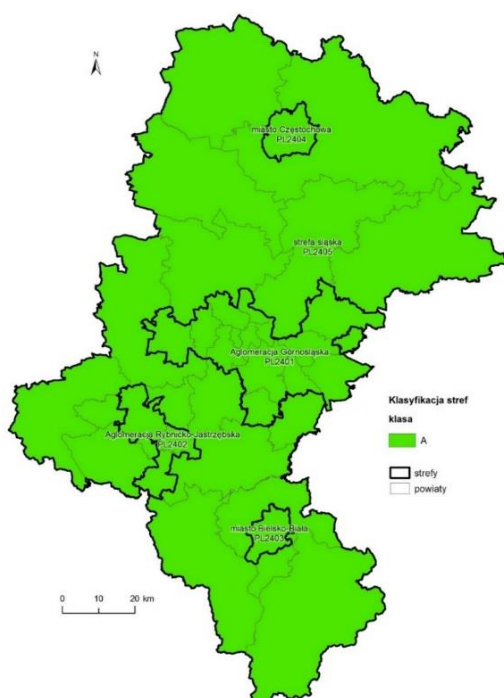 N
miasto Częstochowa
PL2404
strefa śląska
PL2405
Aglomeracja Górnośląska
PL2401
Klasyfikacja stref
klasa
A
Aglomeracja Rybnicko-Jastrzębska
PL2402
strefy
powiaty
miasto Bielsko-Biała
PL2403
0 10 20 km